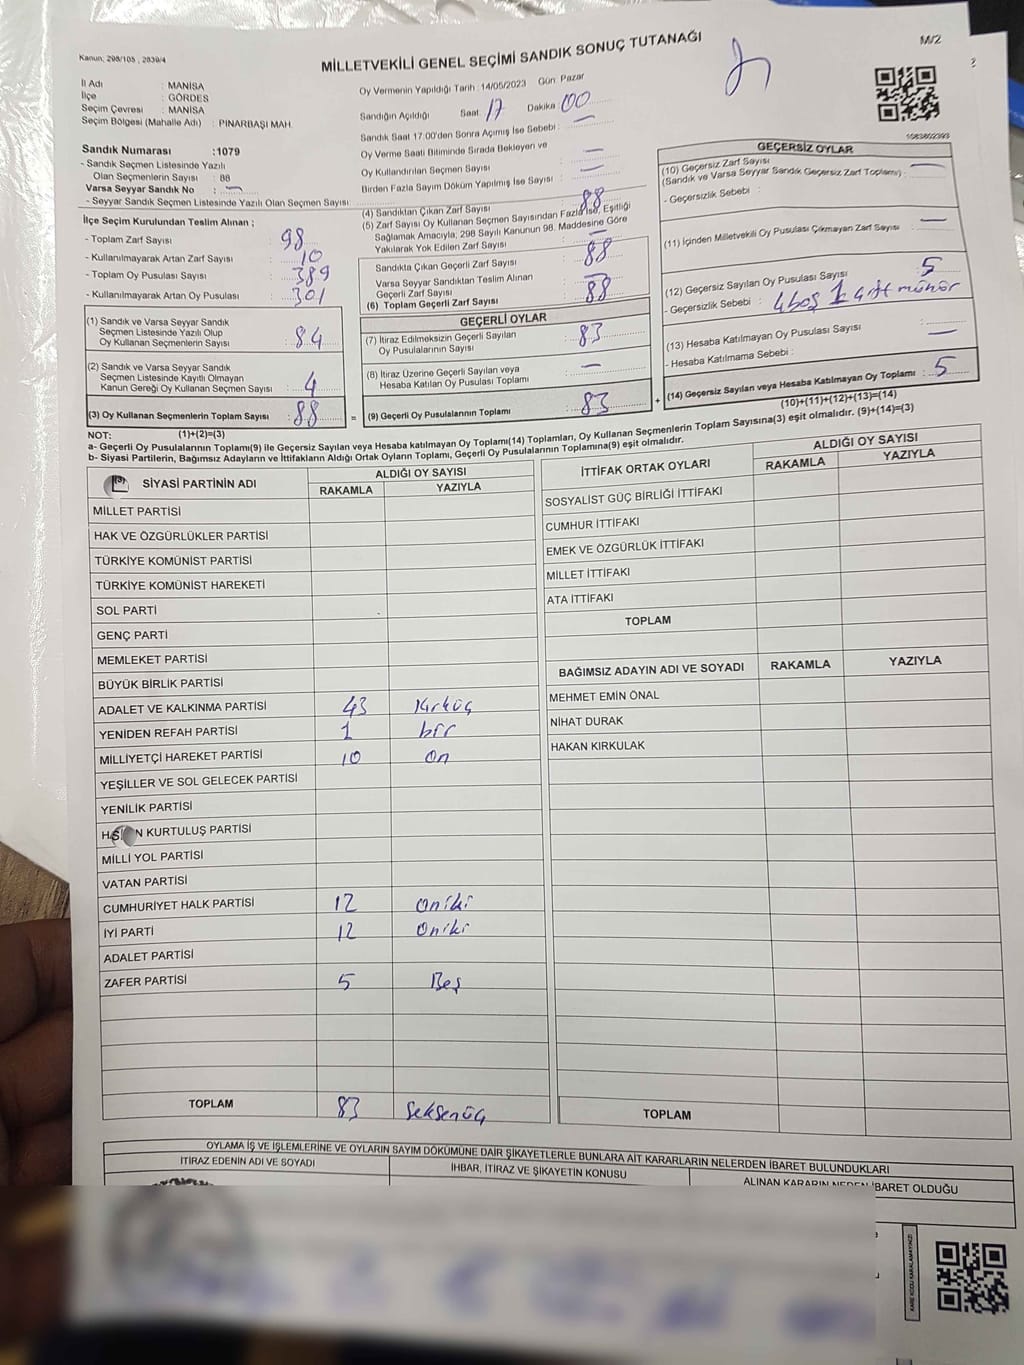 Kanun: 298/105 , 2839/4
MİLLETVEKİLİ GENEL SEÇİMİ SANDIK SONUÇ TUTANAĞI
M/2
İl Adı : MANİSA
İlçe : GÖRDES
Seçim Çevresi : MANİSA
Seçim Bölgesi (Mahalle Adı) : PINARBAŞI MAH.
Sandık Numarası :1079
- Sandık Seçmen Listesinde Yazılı
Olan Seçmenlerin Sayısı : 88
Varsa Seyyar Sandık No : —
- Seyyar Sandık Seçmen Listesinde Yazılı Olan Seçmen Sayısı
Oy Vermenin Yapıldığı Tarih :14/05/2023 Gün: Pazar
Sandığın Açıldığı Saat 17 Dakika 00
Sandık Saat 17:00'den Sonra Açılmış İse Sebebi : —
Oy Verme Saati Bitiminde Sırada Bekleyen ve
Oy Kullandırılan Seçmen Sayısı : —
Birden Fazla Sayım Döküm Yapılmış İse Sayısı : —
1083602393
İlçe Seçim Kurulundan Teslim Alınan ;
- Toplam Zarf Sayısı : 98
- Kullanılmayarak Artan Zarf Sayısı : 10
- Toplam Oy Pusulası Sayısı : 389
- Kullanılmayarak Artan Oy Pusulası : 301
(1) Sandık ve Varsa Seyyar Sandık
Seçmen Listesinde Yazılı Olup
Oy Kullanan Seçmenlerin Sayısı : 84
(2) Sandık ve Varsa Seyyar Sandık
Seçmen Listesinde Kayıtlı Olmayan
Kanun Gereği Oy Kullanan Seçmen Sayısı : 4
(3) Oy Kullanan Seçmenlerin Toplam Sayısı : 88
(1)+(2)=(3)
(4) Sandıktan Çıkan Zarf Sayısı : 88
(5) Zarf Sayısı Oy Kullanan Seçmen Sayısından Fazla İse, Eşitliği
Sağlamak Amacıyla; 298 Sayılı Kanunun 98. Maddesine Göre
Yakılarak Yok Edilen Zarf Sayısı : —
Sandıkta Çıkan Geçerli Zarf Sayısı : 88
Varsa Seyyar Sandıktan Teslim Alınan
Geçerli Zarf Sayısı : —
(6) Toplam Geçerli Zarf Sayısı : 88
GEÇERLİ OYLAR
(7) İtiraz Edilmeksizin Geçerli Sayılan
Oy Pusulalarının Sayısı : 83
(8) İtiraz Üzerine Geçerli Sayılan veya
Hesaba Katılan Oy Pusulası Toplamı : —
= (9) Geçerli Oy Pusulalarının Toplamı : 83
GEÇERSİZ OYLAR
(10) Geçersiz Zarf Sayısı
(Sandık ve Varsa Seyyar Sandık Geçersiz Zarf Toplamı) : —
- Geçersizlik Sebebi :
(11) İçinden Milletvekili Oy Pusulası Çıkmayan Zarf Sayısı : —
(12) Geçersiz Sayılan Oy Pusulası Sayısı : 5
- Geçersizlik Sebebi : 4 boş 1 çift mühür
(13) Hesaba Katılmayan Oy Pusulası Sayısı : —
- Hesaba Katılmama Sebebi :
+ (14) Geçersiz Sayılan veya Hesaba Katılmayan Oy Toplamı : 5
(10)+(11)+(12)+(13)=(14)
NOT:
a- Geçerli Oy Pusulalarının Toplamı(9) ile Geçersiz Sayılan veya Hesaba katılmayan Oy Toplamı(14) Toplamları, Oy Kullanan Seçmenlerin Toplam Sayısına(3) eşit olmalıdır. (9)+(14)=(3)
b- Siyasi Partilerin, Bağımsız Adayların ve İttifakların Aldığı Ortak Oyların Toplamı, Geçerli Oy Pusulalarının Toplamına(9) eşit olmalıdır.
SİYASİ PARTİNİN ADI
ALDIĞI OY SAYISI
RAKAMLA YAZIYLA
MİLLET PARTİSİ
HAK VE ÖZGÜRLÜKLER PARTİSİ
TÜRKİYE KOMÜNİST PARTİSİ
TÜRKİYE KOMÜNİST HAREKETİ
SOL PARTİ
GENÇ PARTİ
MEMLEKET PARTİSİ
BÜYÜK BİRLİK PARTİSİ
ADALET VE KALKINMA PARTİSİ 43 Kırküç
YENİDEN REFAH PARTİSİ 1 bir
MİLLİYETÇİ HAREKET PARTİSİ 10 On
YEŞİLLER VE SOL GELECEK PARTİSİ
YENİLİK PARTİSİ
KURTULUŞ PARTİSİ
MİLLİ YOL PARTİSİ
VATAN PARTİSİ
CUMHURİYET HALK PARTİSİ 12 Oniki
İYİ PARTİ 12 Oniki
ADALET PARTİSİ
ZAFER PARTİSİ 5 Beş
TOPLAM 83 Seksenüç
İTTİFAK ORTAK OYLARI
ALDIĞI OY SAYISI
RAKAMLA YAZIYLA
SOSYALİST GÜÇ BİRLİĞİ İTTİFAKI
CUMHUR İTTİFAKI
EMEK VE ÖZGÜRLÜK İTTİFAKI
MİLLET İTTİFAKI
ATA İTTİFAKI
TOPLAM
BAĞIMSIZ ADAYIN ADI VE SOYADI RAKAMLA YAZIYLA
MEHMET EMİN ÖNAL
NİHAT DURAK
HAKAN KIRKULAK
TOPLAM
OYLAMA İŞ VE İŞLEMLERİNE VE OYLARIN SAYIM DÖKÜMÜNE DAİR ŞİKAYETLERLE BUNLARA AİT KARARLARIN NELERDEN İBARET BULUNDUKLARI
İTİRAZ EDENİN ADI VE SOYADI
İHBAR, İTİRAZ VE ŞİKAYETİN KONUSU
ALINAN KARARIN NEDEN İBARET OLDUĞU
KARE KODU KARALAMAYINIZ!